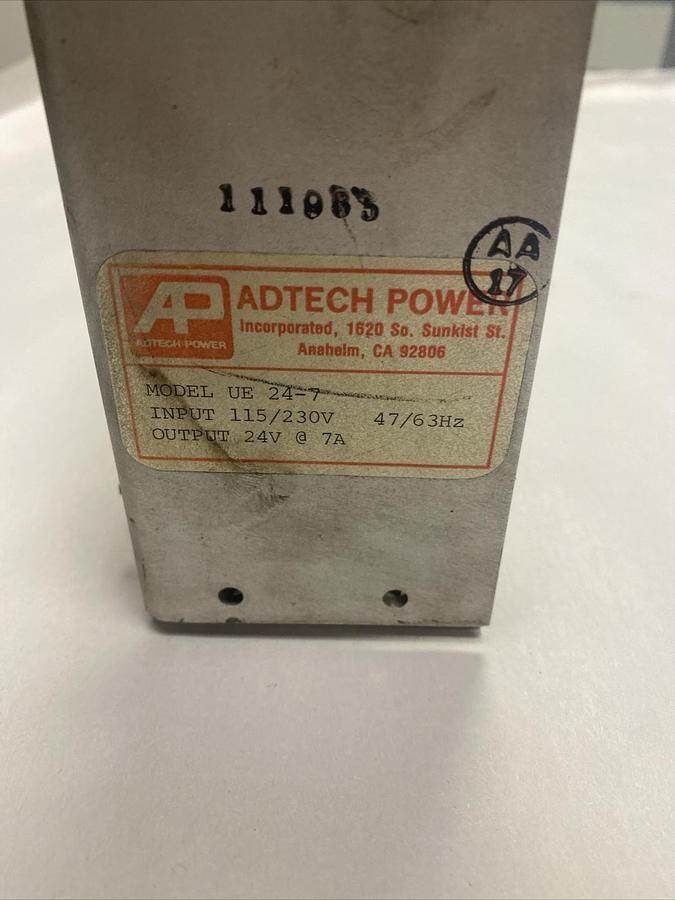 111083
AA
17
AP
ADTECH POWER
ADTECH POWER
Incorporated, 1620 So. Sunkist St.
Anaheim, CA 92806
MODEL UE 24-7
INPUT 115/230V 47/63Hz
OUTPUT 24V @ 7A